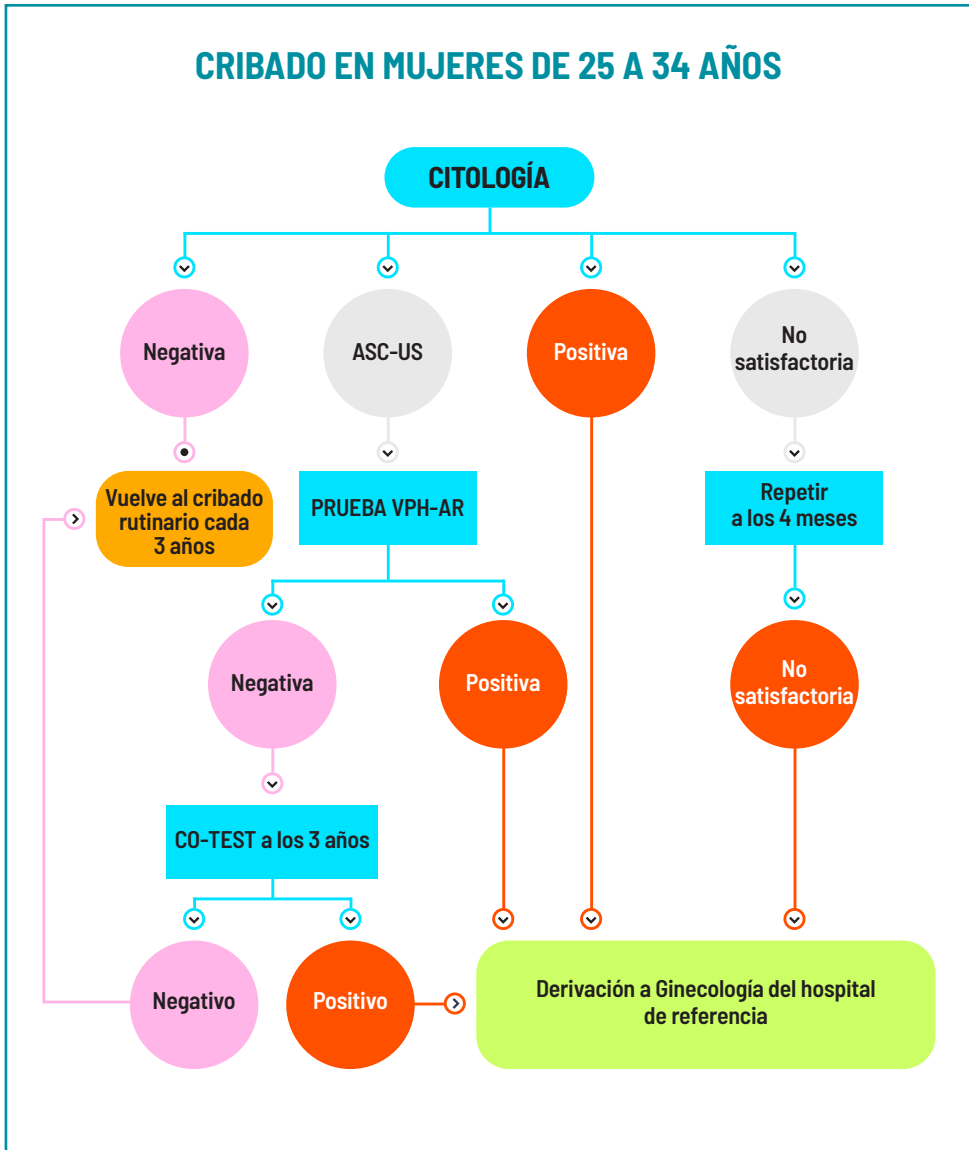 CRIBADO EN MUJERES DE 25 A 34 AÑOS
CITOLOGÍA
Negativa
ASC-US
Positiva
No
satisfactoria
Vuelve al cribado
rutinario cada
3 años
PRUEBA VPH-AR
Repetir
a los 4 meses
Negativa
Positiva
No
satisfactoria
CO-TEST a los 3 años
Negativo
Positivo
Derivación a Ginecología del hospital
de referencia